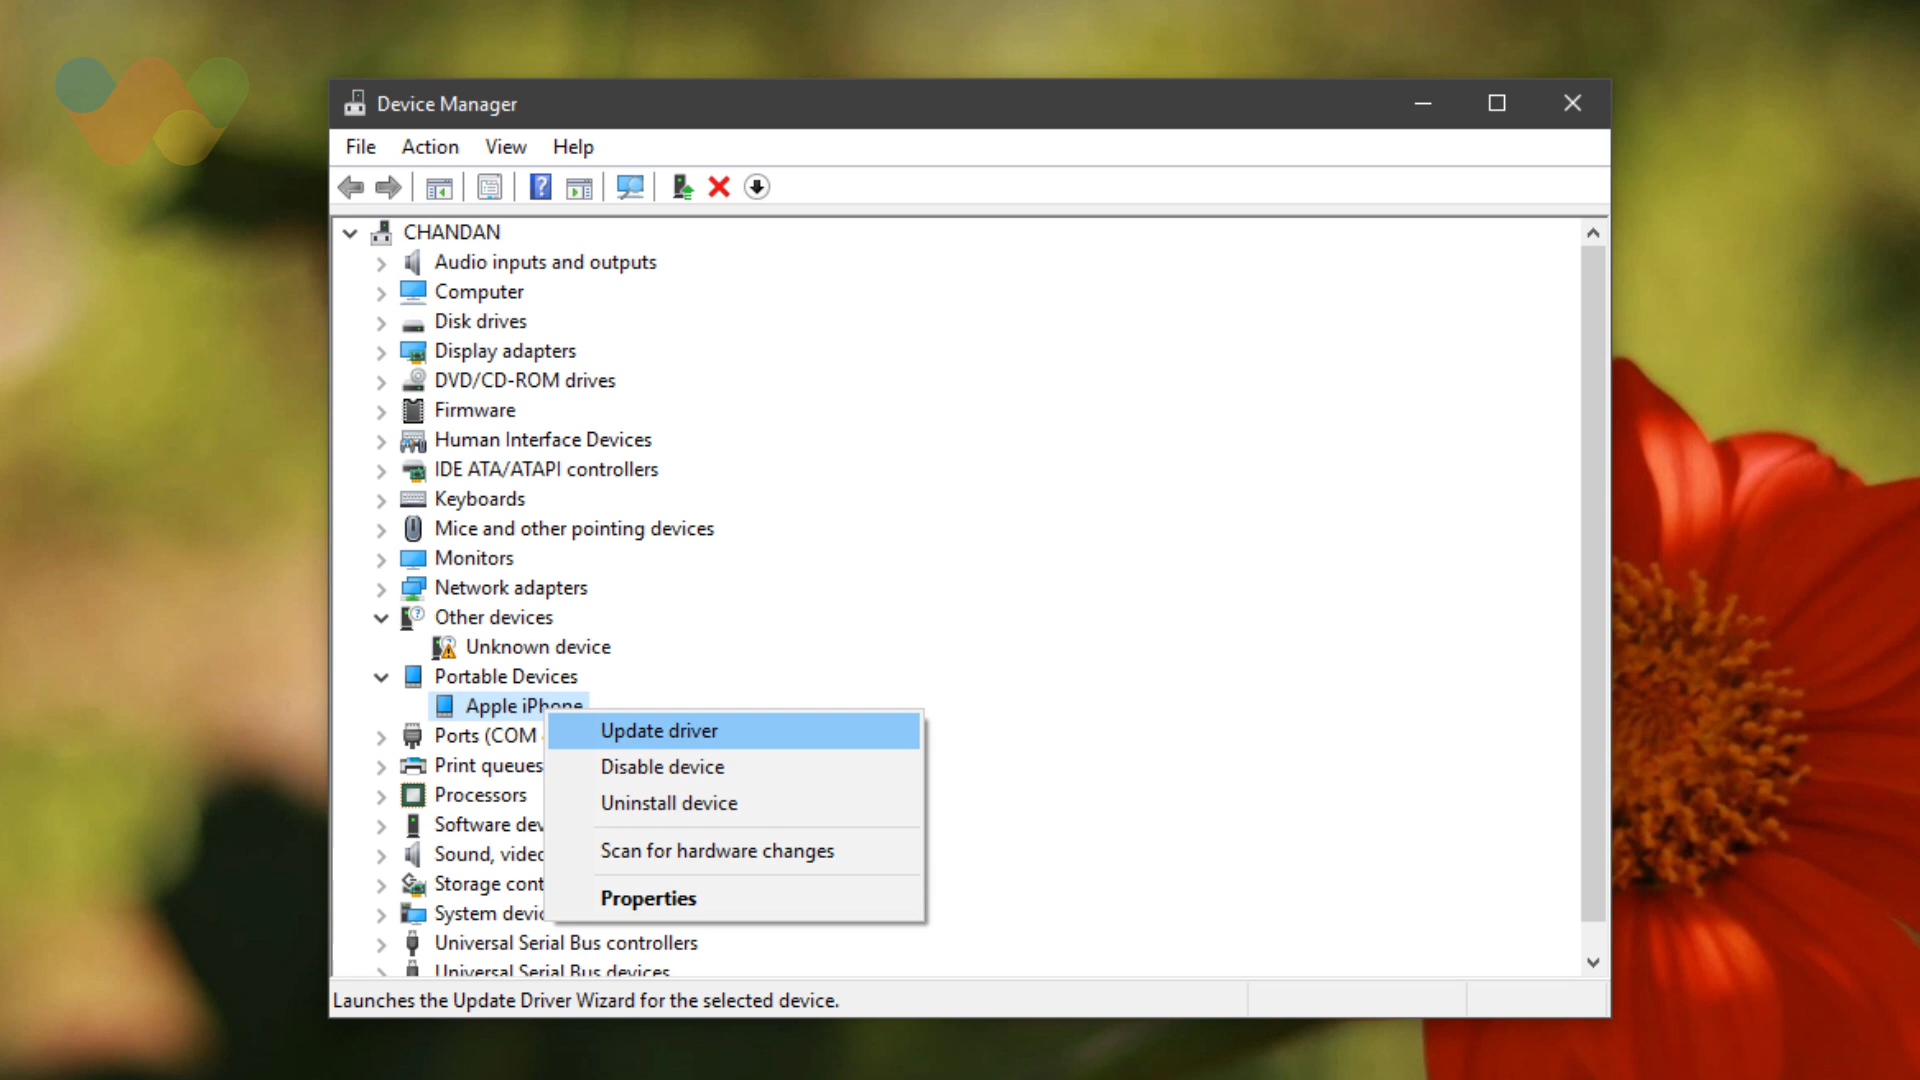 Device Manager
File Action View Help
CHANDAN
Audio inputs and outputs
Computer
Disk drives
Display adapters
DVD/CD-ROM drives
Firmware
Human Interface Devices
IDE ATA/ATAPI controllers
Keyboards
Mice and other pointing devices
Monitors
Network adapters
Other devices
Unknown device
Portable Devices
Apple iPhone
Update driver
Ports (COM
Disable device
Print queues
Processors
Uninstall device
Software dev
Sound, video
Scan for hardware changes
Storage cont
Properties
System devic
Universal Serial Bus controllers
Universal Serial Bus devices
Launches the Update Driver Wizard for the selected device.